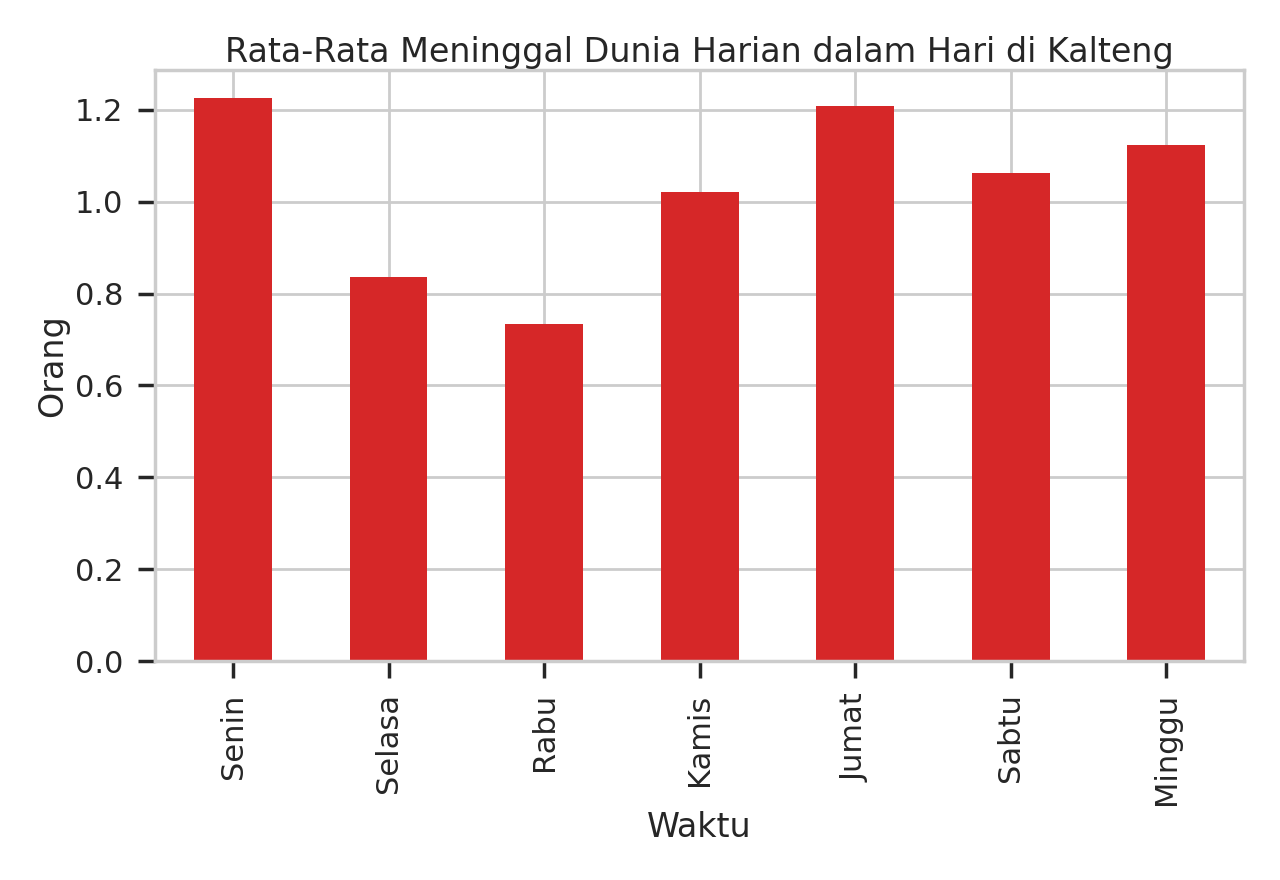 Rata-Rata Meninggal Dunia Harian dalam Hari di Kalteng
1.2
1.0
0.8
0.6
0.4
0.2
0.0
Orang
Senin
Selasa
Rabu
Kamis
Jumat
Sabtu
Minggu
Waktu